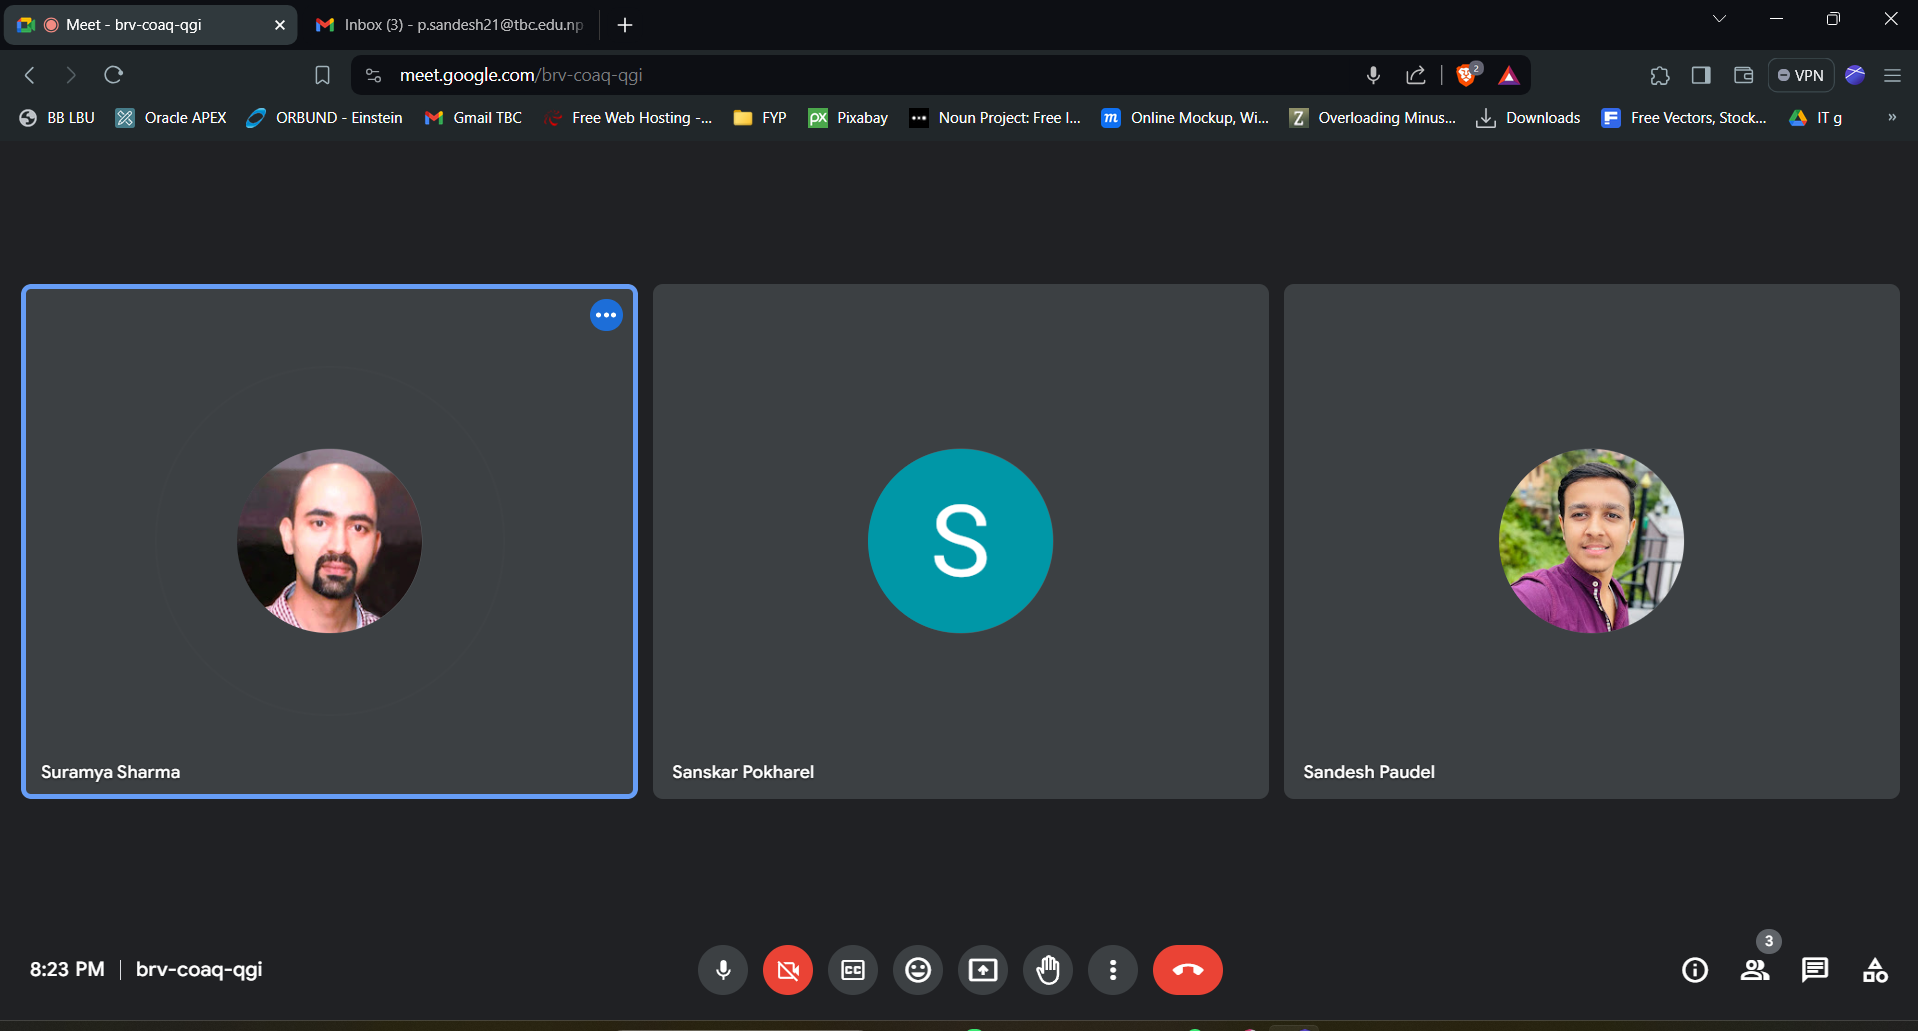 Meet - brv-coaq-qgi
Inbox (3) - p.sandesh21@tbc.edu.np
meet.google.com/brv-coaq-qgi
2
VPN
BB LBU
Oracle APEX
ORBUND - Einstein
Gmail TBC
Free Web Hosting -...
FYP
px Pixabay
Noun Project: Free I...
m Online Mockup, Wi...
Z Overloading Minus...
Downloads
F Free Vectors, Stock...
IT g
»
S
Suramya Sharma
Sanskar Pokharel
Sandesh Paudel
8:23 PM | brv-coaq-qgi
CC
3